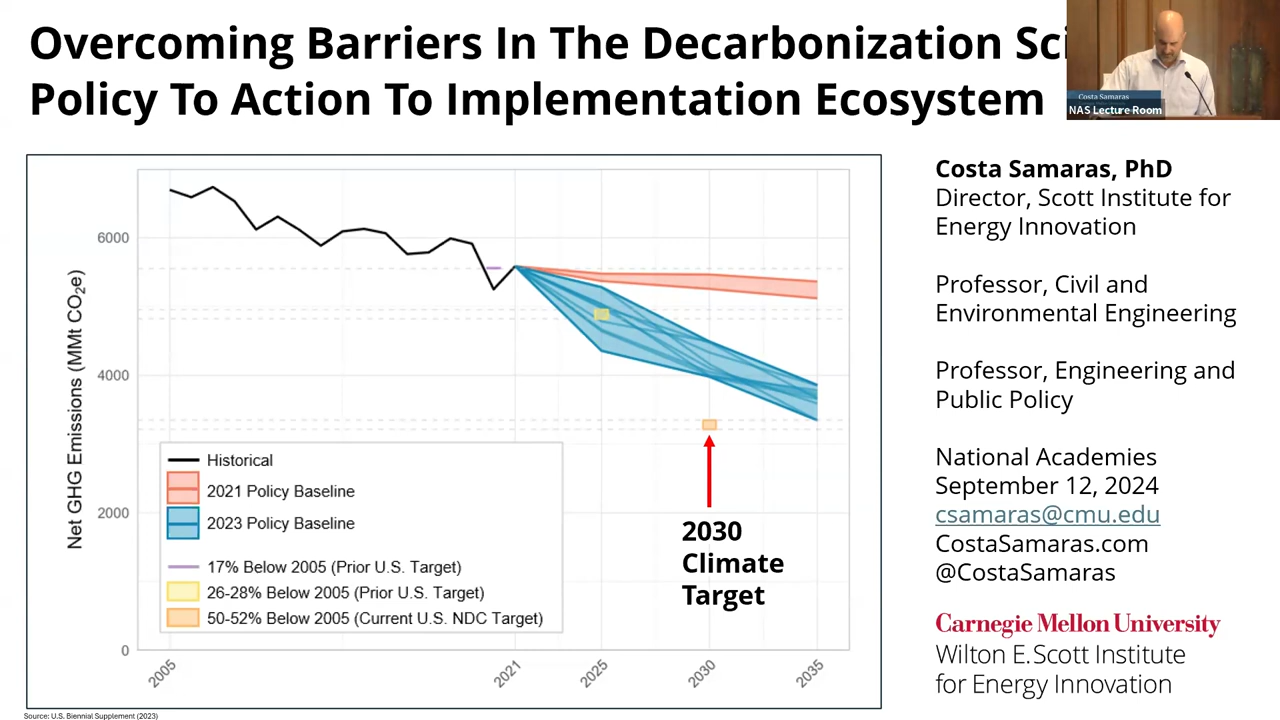 Overcoming Barriers In The Decarbonization Sci
Policy To Action To Implementation Ecosystem
Costa Samaras
NAS Lecture Room
Costa Samaras, PhD
Director, Scott Institute for
Energy Innovation
Professor, Civil and
Environmental Engineering
Professor, Engineering and
Public Policy
National Academies
September 12, 2024
csamaras@cmu.edu
CostaSamaras.com
@CostaSamaras
Carnegie Mellon University
Wilton E. Scott Institute
for Energy Innovation
Net GHG Emissions (MMt CO₂e)
6000
4000
2000
0
2005
2021
2025
2030
2035
Historical
2021 Policy Baseline
2023 Policy Baseline
17% Below 2005 (Prior U.S. Target)
26-28% Below 2005 (Prior U.S. Target)
50-52% Below 2005 (Current U.S. NDC Target)
2030
Climate
Target
Source: U.S. Biennial Supplement (2023)